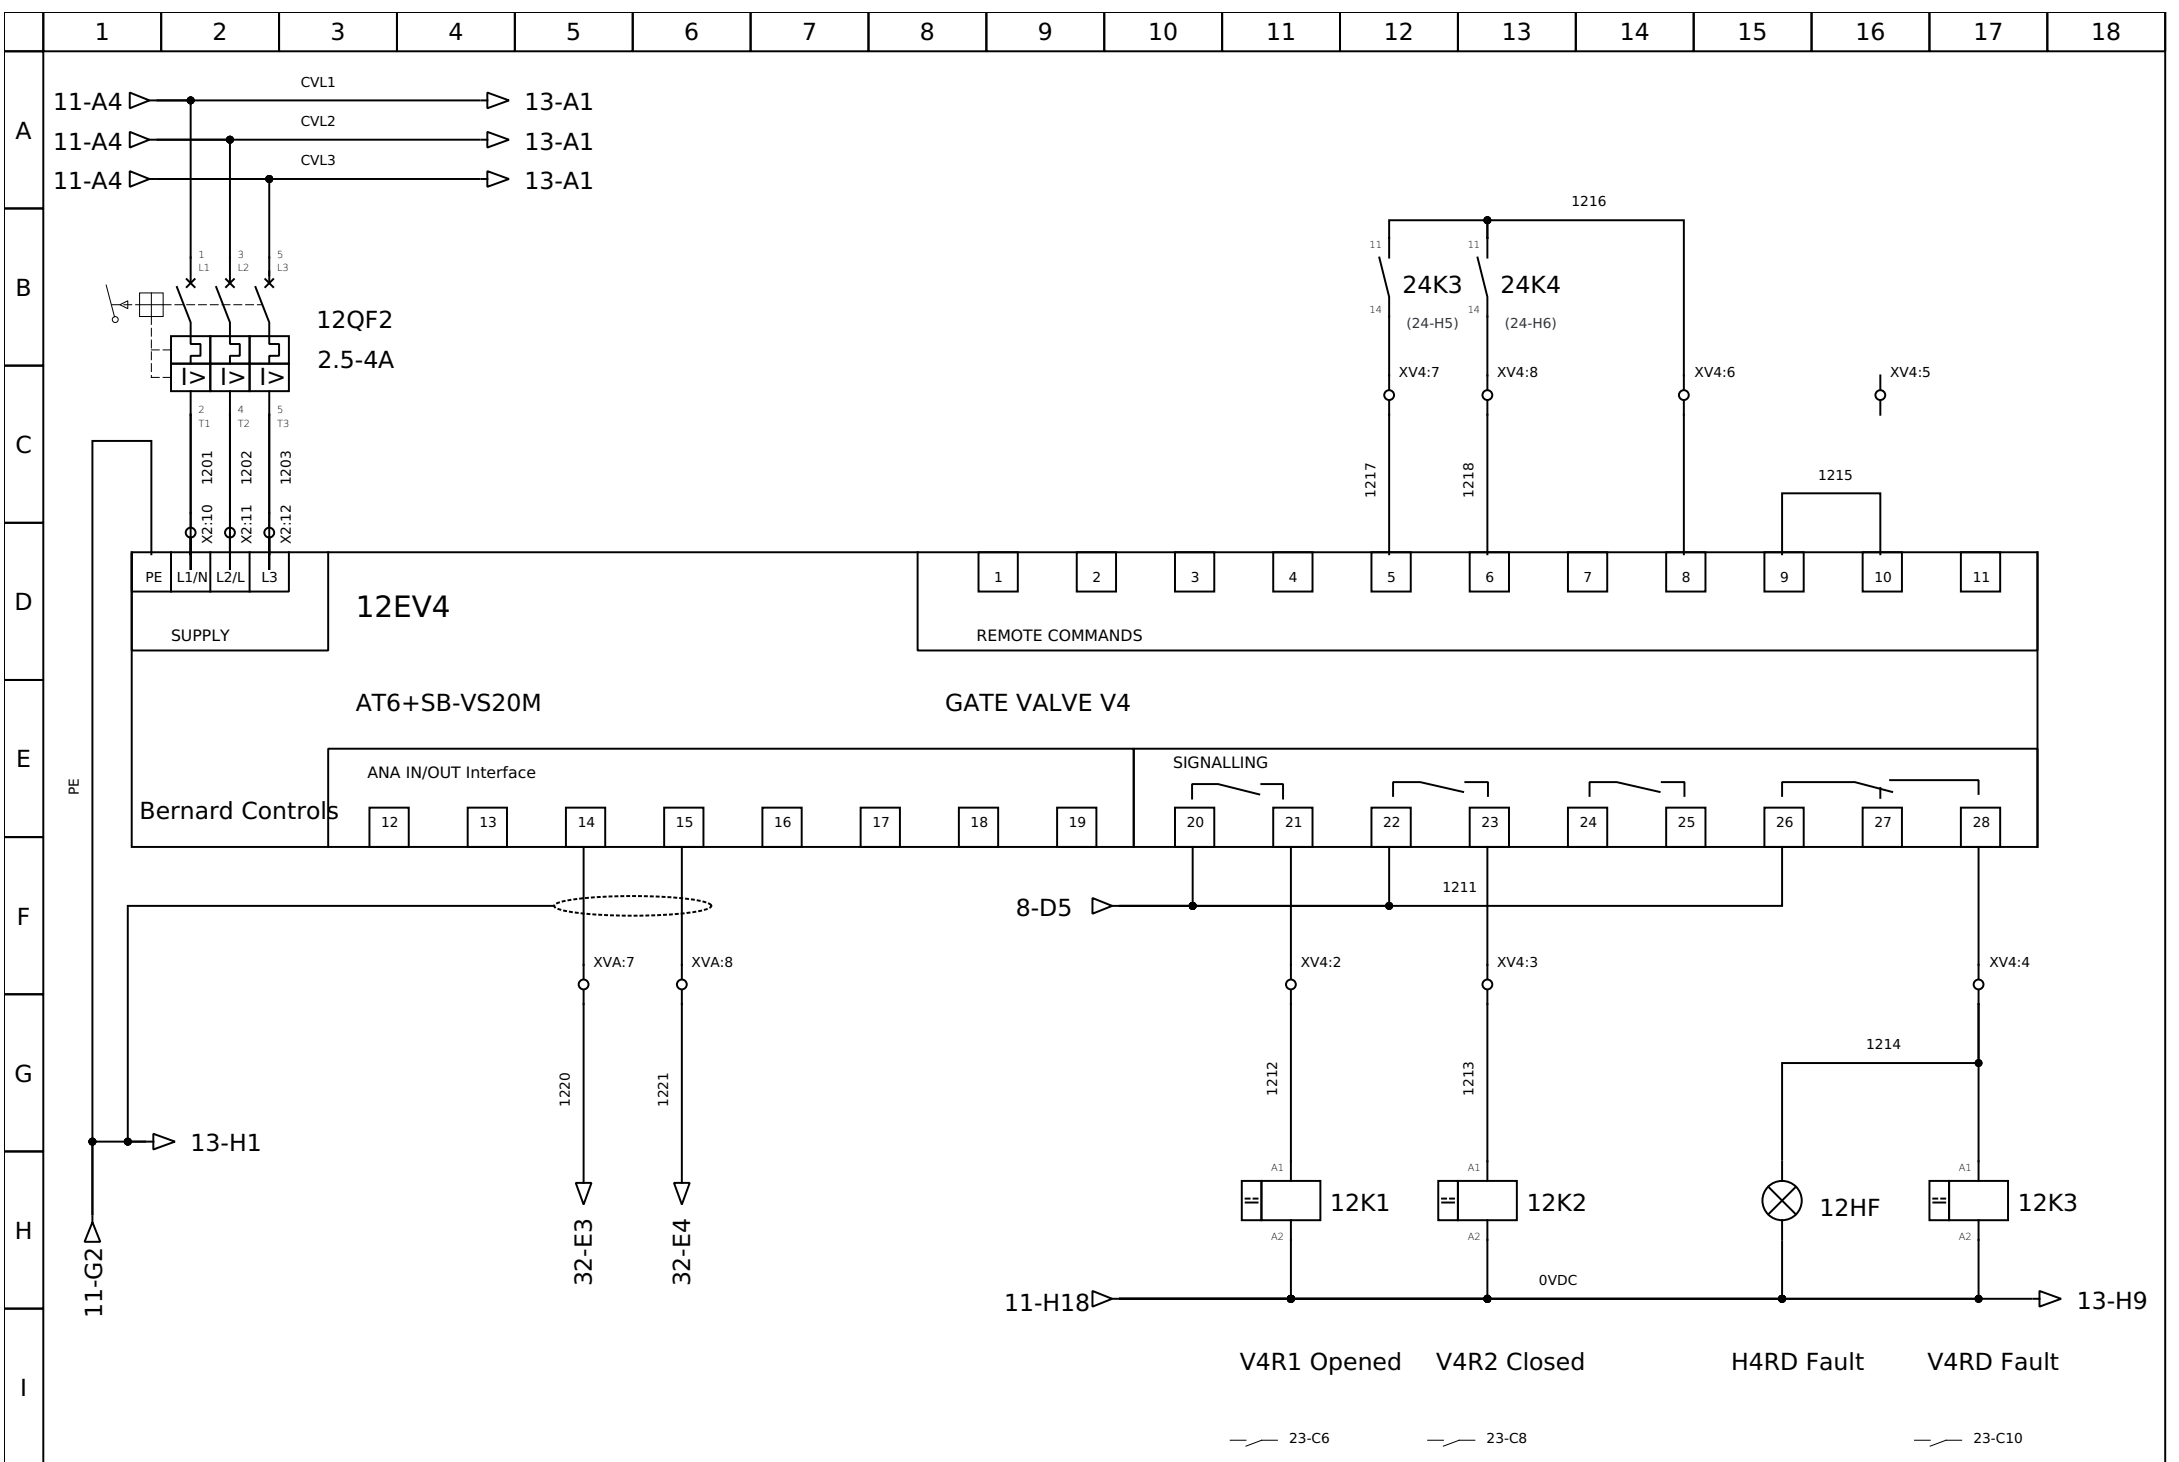 1 2 3 4 5 6 7 8 9 10 11 12 13 14 15 16 17 18
A
B
C
D
E
F
G
H
I
11-A4 CVL1 13-A1
11-A4 CVL2 13-A1
11-A4 CVL3 13-A1
1216
1 3 5
L1 L2 L3
11 11
24K3 24K4
14 14
(24-H5) (24-H6)
12QF2
2.5-4A
I> I> I>
XV4:7 XV4:8 XV4:6 XV4:5
2 4 5
T1 T2 T3
1201 1202 1203
1217 1218 1215
X2:10 X2:11 X2:12
PE L1/N L2/L L3
1 2 3 4 5 6 7 8 9 10 11
12EV4
SUPPLY
REMOTE COMMANDS
AT6+SB-VS20M
GATE VALVE V4
PE
ANA IN/OUT Interface
SIGNALLING
Bernard Controls
12 13 14 15 16 17 18 19 20 21 22 23 24 25 26 27 28
8-D5 1211
XVA:7 XVA:8 XV4:2 XV4:3 XV4:4
1214
1220 1221 1212 1213
13-H1
A1 A1 A1
12K1 12K2 12HF 12K3
A2 A2 A2
11-G2 32-E3 32-E4
0VDC
11-H18 13-H9
V4R1 Opened V4R2 Closed H4RD Fault V4RD Fault
23-C6 23-C8 23-C10